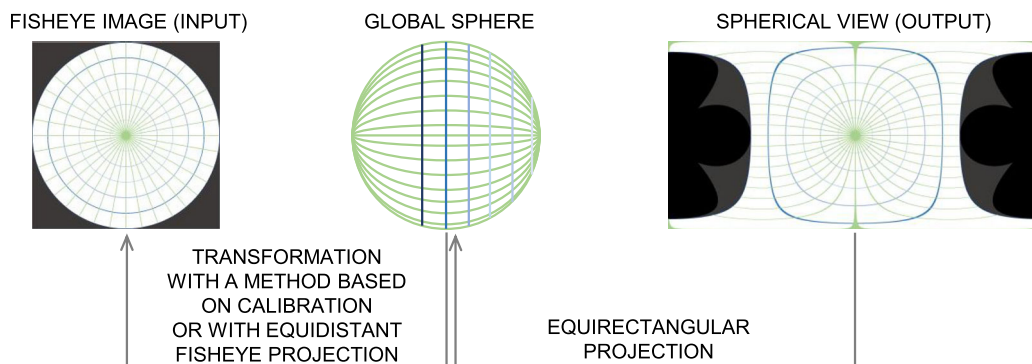 FISHEYE IMAGE (INPUT)
GLOBAL SPHERE
SPHERICAL VIEW (OUTPUT)
TRANSFORMATION
WITH A METHOD BASED
ON CALIBRATION
OR WITH EQUIDISTANT
FISHEYE PROJECTION
EQUIRECTANGULAR
PROJECTION